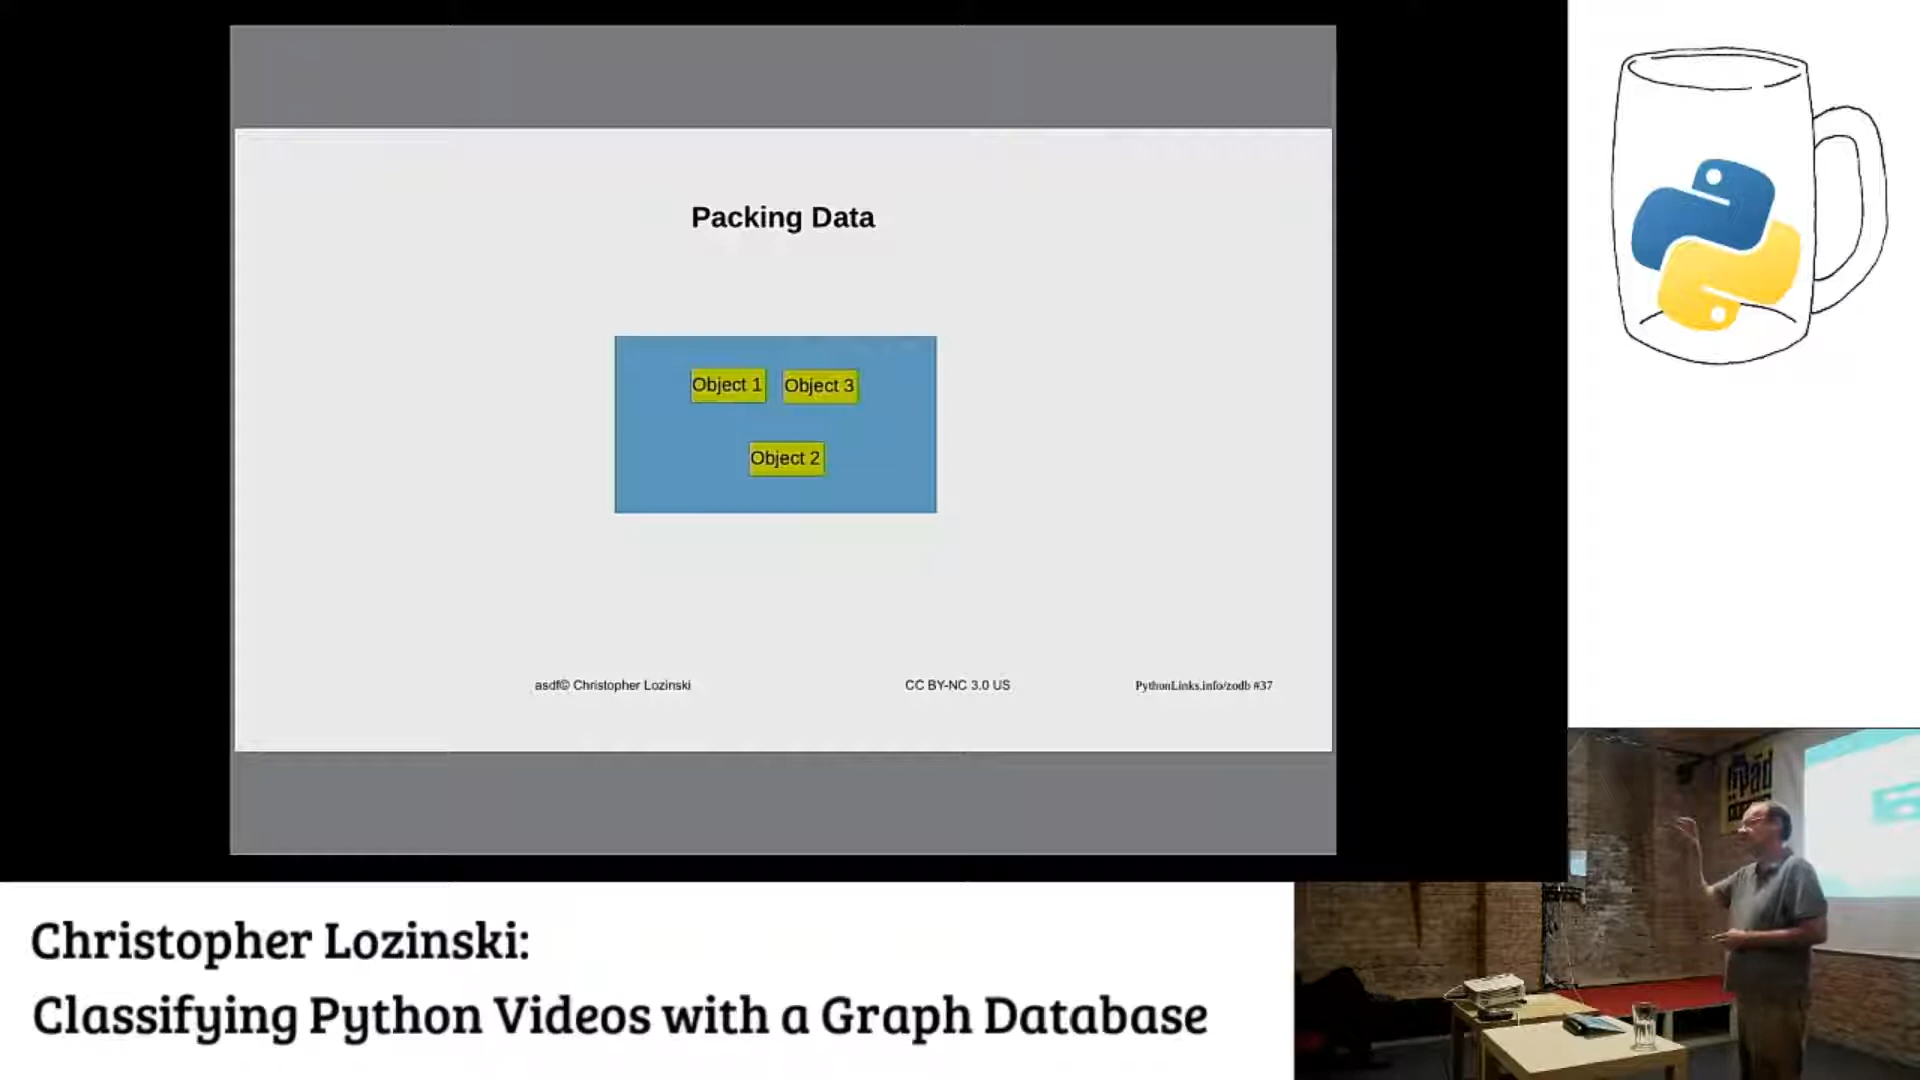 Packing Data
Object 1
Object 3
Object 2
asdf© Christopher Lozinski
CC BY-NC 3.0 US
PythonLinks.info/zodb #37
Christopher Lozinski:
Classifying Python Videos with a Graph Database